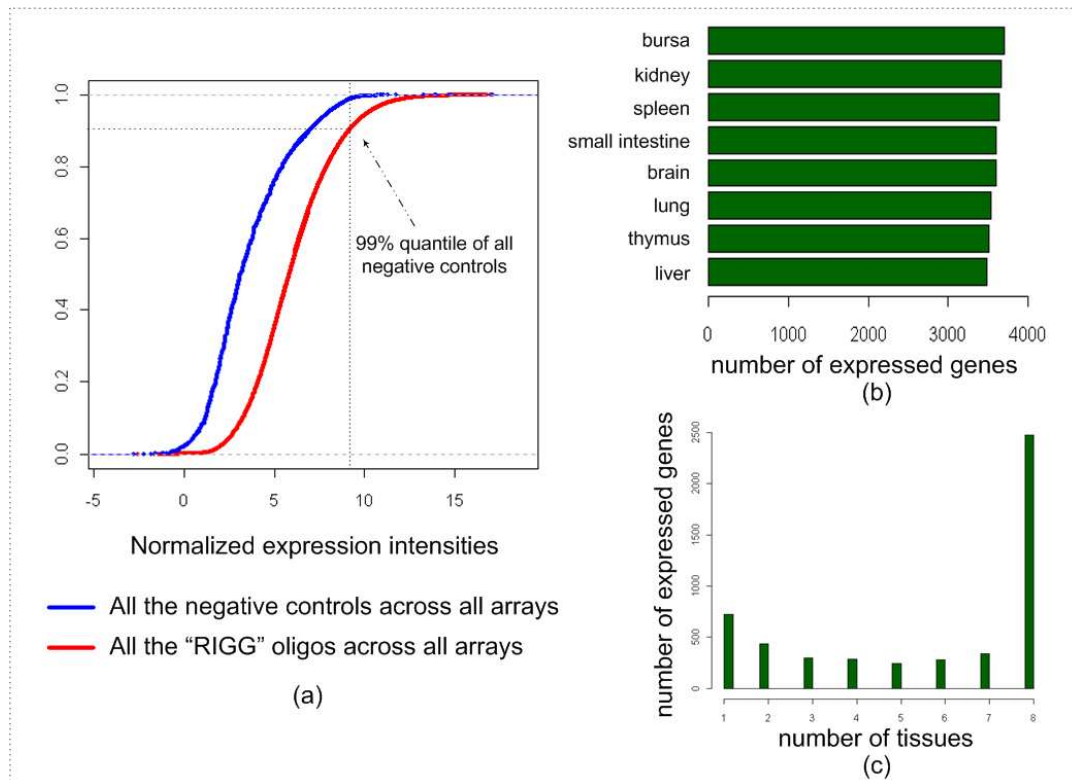 1.0
0.8
0.6
0.4
0.2
0.0
-5 0 5 10 15
99% quantile of all
negative controls
Normalized expression intensities
All the negative controls across all arrays
All the “RIGG” oligos across all arrays
(a)
bursa
kidney
spleen
small intestine
brain
lung
thymus
liver
0 1000 2000 3000 4000
number of expressed genes
(b)
number of expressed genes
2500
2000
1500
1000
500
0
1 2 3 4 5 6 7 8
number of tissues
(c)